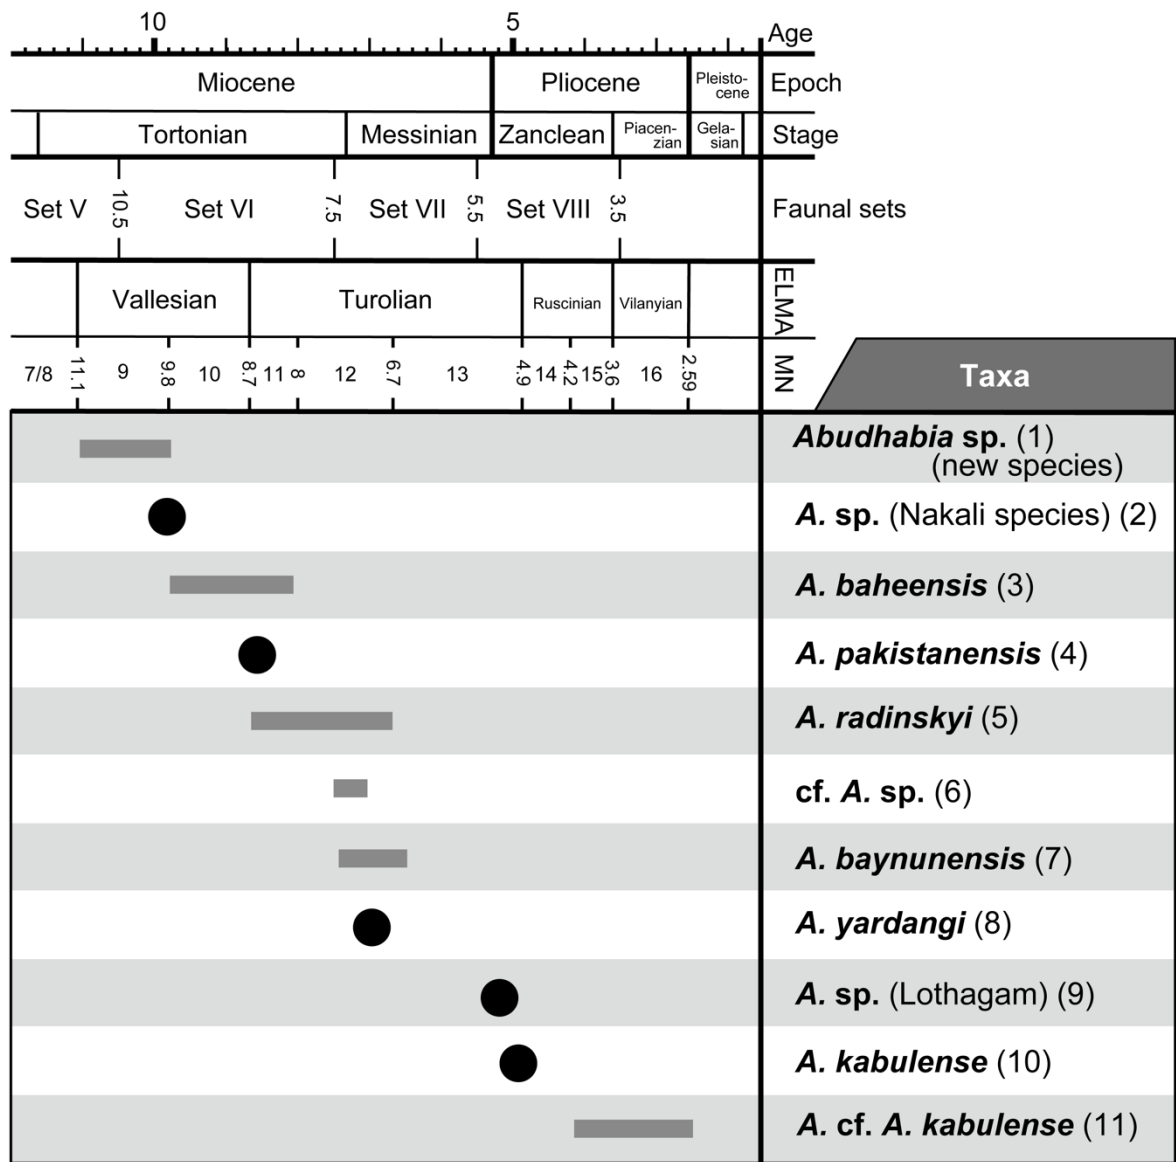 10 5 Age
Miocene Pliocene Pleisto-
cene Epoch
Tortonian Messinian Zanclean Piacen-
zian Gela-
sian Stage
Set V 10.5 Set VI 7.5 Set VII 5.5 Set VIII 3.5 Faunal sets
Vallesian Turolian Ruscinian Vilanyian ELMA
7/8 11.1 9 9.8 10 8.7 11 8 12 6.7 13 4.9 14 4.2 15 3.6 16 2.59 MN
Taxa
Abudhabia sp. (1)
(new species)
A. sp. (Nakali species) (2)
A. baheensis (3)
A. pakistanensis (4)
A. radinskyi (5)
cf. A. sp. (6)
A. baynunensis (7)
A. yardangi (8)
A. sp. (Lothagam) (9)
A. kabulense (10)
A. cf. A. kabulense (11)